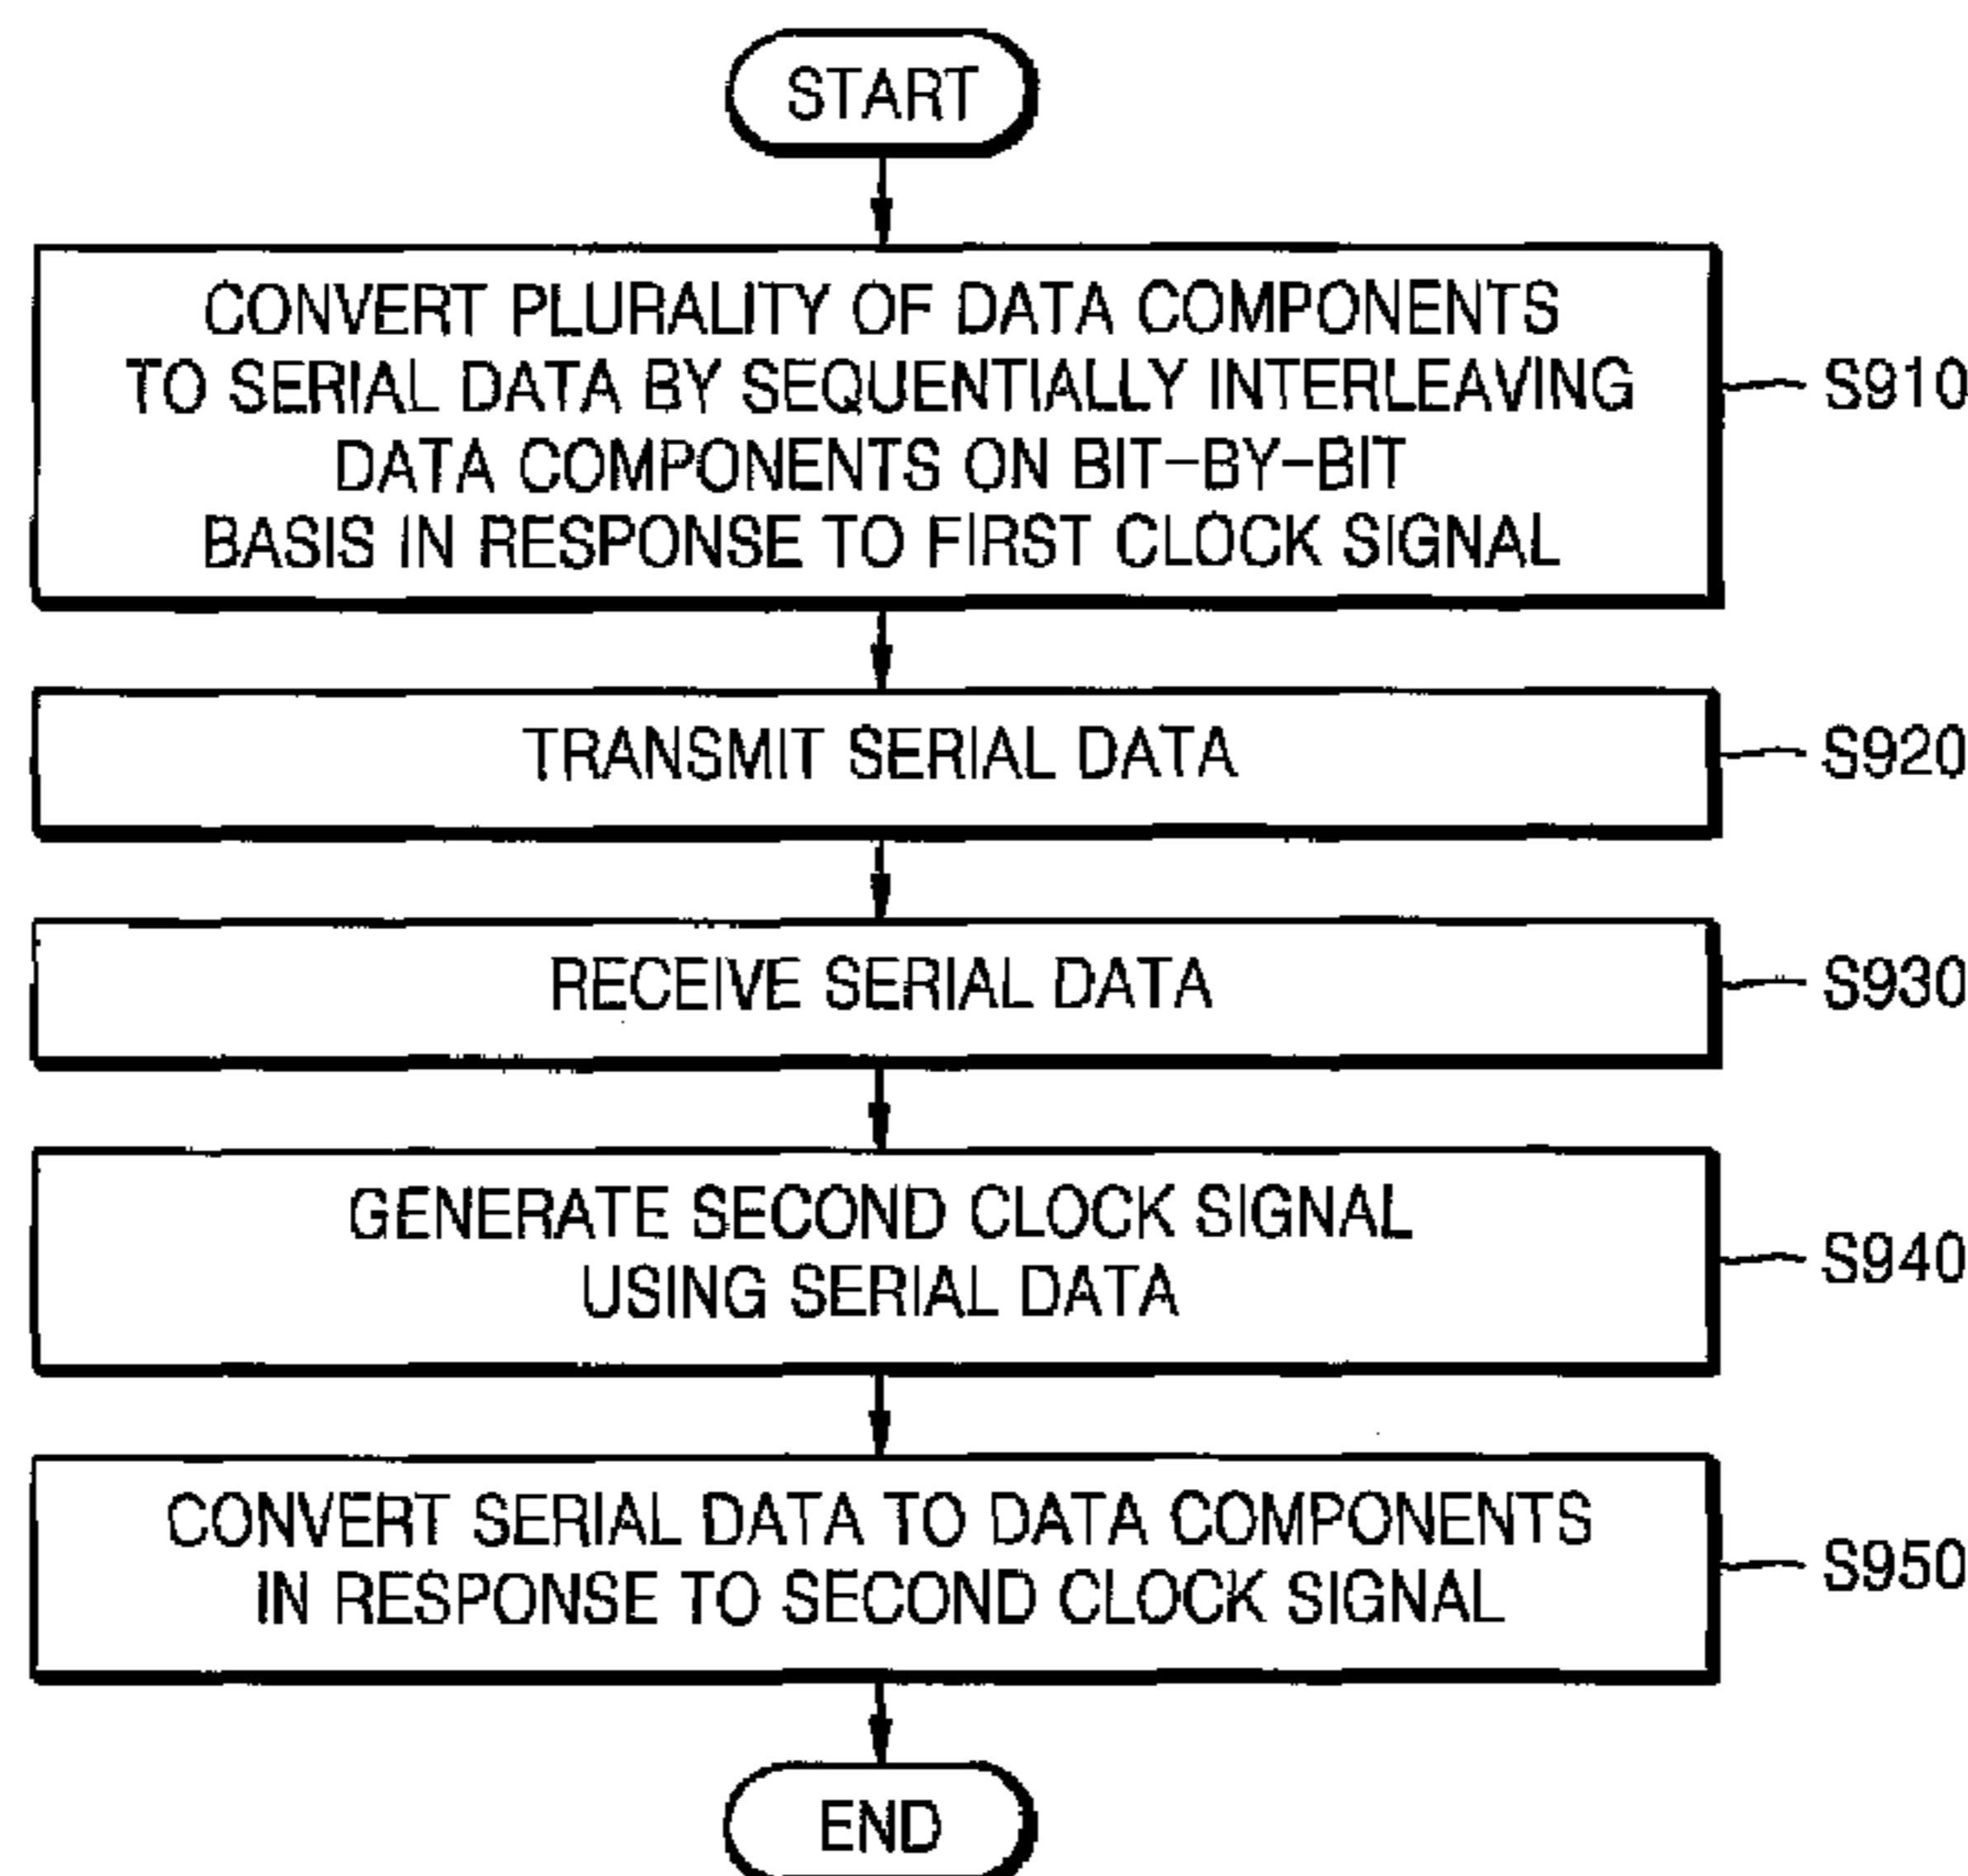 START
CONVERT PLURALITY OF DATA COMPONENTS
TO SERIAL DATA BY SEQUENTIALLY INTERLEAVING
DATA COMPONENTS ON BIT-BY-BIT
BASIS IN RESPONSE TO FIRST CLOCK SIGNAL
S910
TRANSMIT SERIAL DATA
S920
RECEIVE SERIAL DATA
S930
GENERATE SECOND CLOCK SIGNAL
USING SERIAL DATA
S940
CONVERT SERIAL DATA TO DATA COMPONENTS
IN RESPONSE TO SECOND CLOCK SIGNAL
S950
END